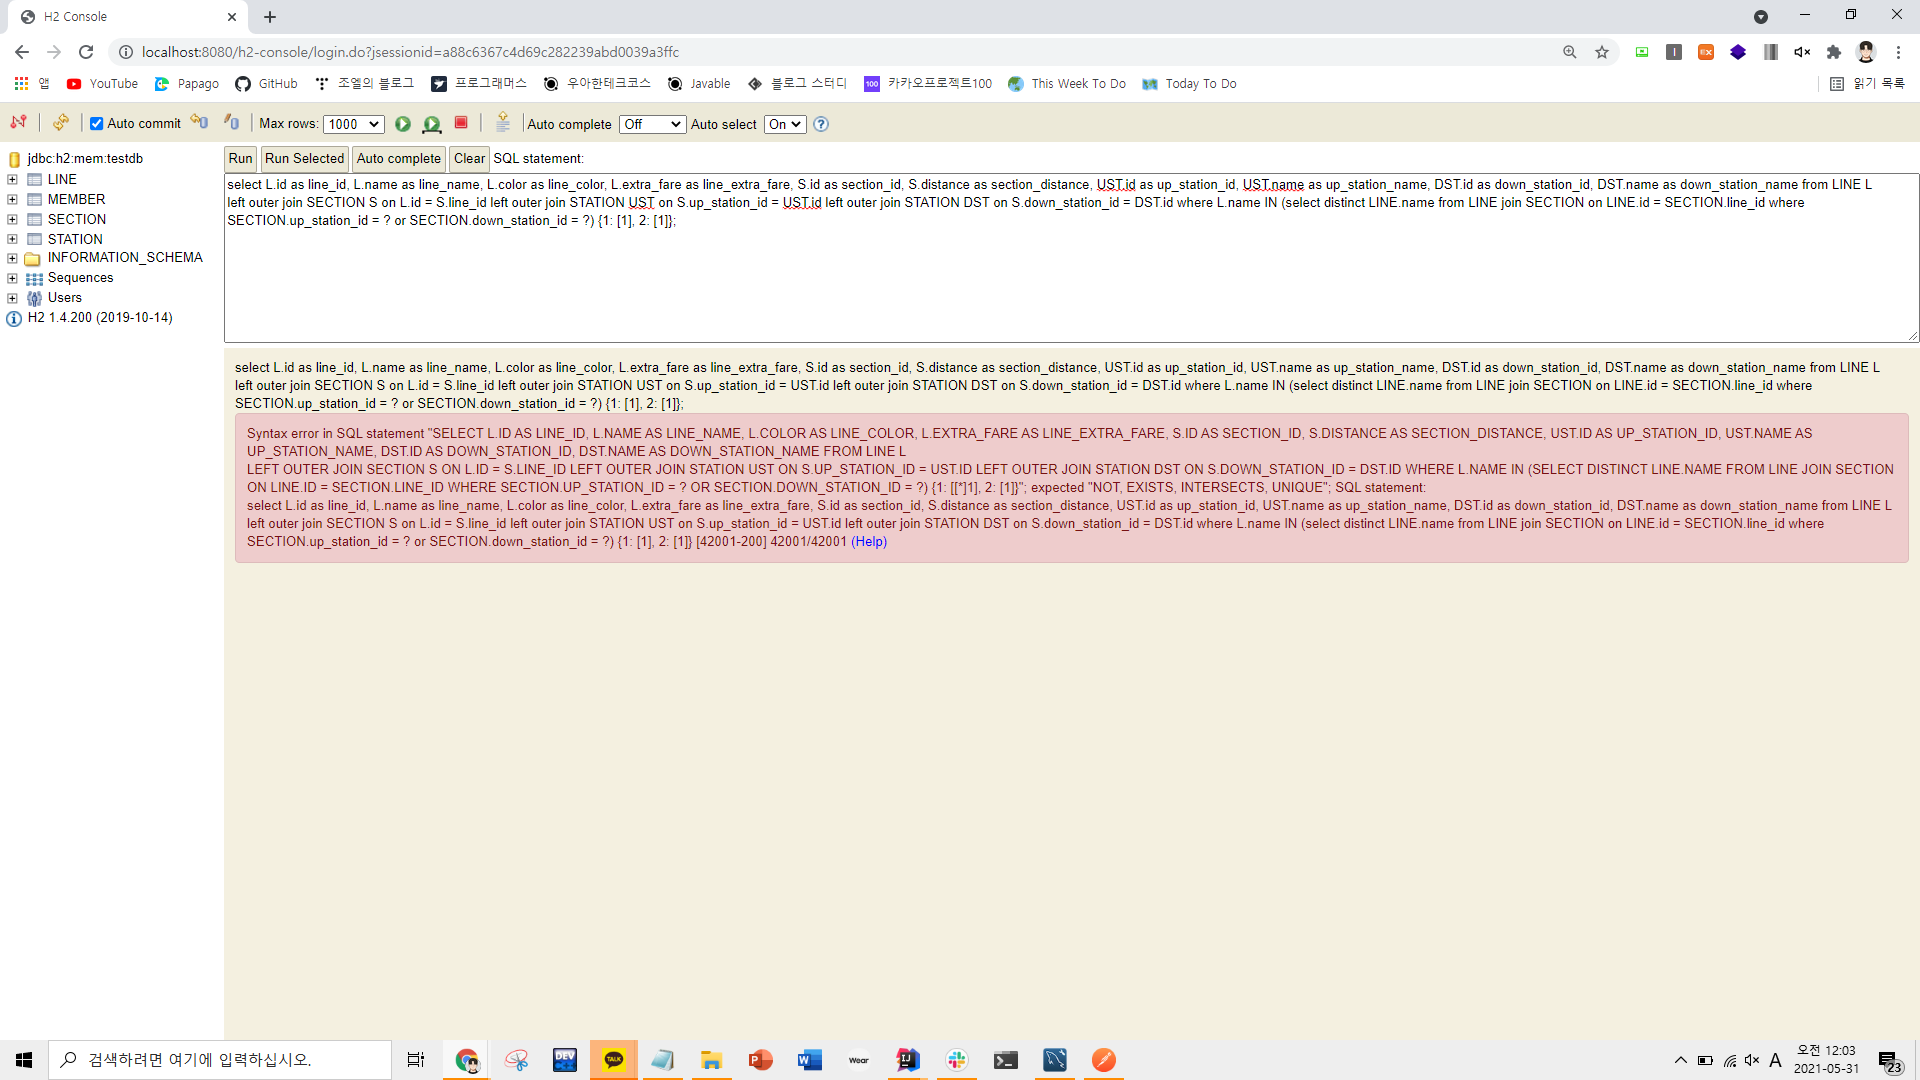 H2 Console
localhost:8080/h2-console/login.do?jsessionid=a88c6367c4d69c282239abd0039a3ffc
앱 YouTube Papago GitHub 조엘의 블로그 프로그래머스 우아한테크코스 Javable 블로그 스터디 100 카카오프로젝트100 This Week To Do Today To Do 읽기 목록
Auto commit Max rows: 1000 Auto complete Off Auto select On
jdbc:h2:mem:testdb
LINE
MEMBER
SECTION
STATION
INFORMATION_SCHEMA
Sequences
Users
H2 1.4.200 (2019-10-14)
Run Run Selected Auto complete Clear SQL statement:
select L.id as line_id, L.name as line_name, L.color as line_color, L.extra_fare as line_extra_fare, S.id as section_id, S.distance as section_distance, UST.id as up_station_id, UST.name as up_station_name, DST.id as down_station_id, DST.name as down_station_name from LINE L
left outer join SECTION S on L.id = S.line_id left outer join STATION UST on S.up_station_id = UST.id left outer join STATION DST on S.down_station_id = DST.id where L.name IN (select distinct LINE.name from LINE join SECTION on LINE.id = SECTION.line_id where
SECTION.up_station_id = ? or SECTION.down_station_id = ?) {1: [1], 2: [1]};
select L.id as line_id, L.name as line_name, L.color as line_color, L.extra_fare as line_extra_fare, S.id as section_id, S.distance as section_distance, UST.id as up_station_id, UST.name as up_station_name, DST.id as down_station_id, DST.name as down_station_name from LINE L
left outer join SECTION S on L.id = S.line_id left outer join STATION UST on S.up_station_id = UST.id left outer join STATION DST on S.down_station_id = DST.id where L.name IN (select distinct LINE.name from LINE join SECTION on LINE.id = SECTION.line_id where
SECTION.up_station_id = ? or SECTION.down_station_id = ?) {1: [1], 2: [1]};
Syntax error in SQL statement "SELECT L.ID AS LINE_ID, L.NAME AS LINE_NAME, L.COLOR AS LINE_COLOR, L.EXTRA_FARE AS LINE_EXTRA_FARE, S.ID AS SECTION_ID, S.DISTANCE AS SECTION_DISTANCE, UST.ID AS UP_STATION_ID, UST.NAME AS
UP_STATION_NAME, DST.ID AS DOWN_STATION_ID, DST.NAME AS DOWN_STATION_NAME FROM LINE L
LEFT OUTER JOIN SECTION S ON L.ID = S.LINE_ID LEFT OUTER JOIN STATION UST ON S.UP_STATION_ID = UST.ID LEFT OUTER JOIN STATION DST ON S.DOWN_STATION_ID = DST.ID WHERE L.NAME IN (SELECT DISTINCT LINE.NAME FROM LINE JOIN SECTION
ON LINE.ID = SECTION.LINE_ID WHERE SECTION.UP_STATION_ID = ? OR SECTION.DOWN_STATION_ID = ?) {1: [[*]1], 2: [1]}"; expected "NOT, EXISTS, INTERSECTS, UNIQUE"; SQL statement:
select L.id as line_id, L.name as line_name, L.color as line_color, L.extra_fare as line_extra_fare, S.id as section_id, S.distance as section_distance, UST.id as up_station_id, UST.name as up_station_name, DST.id as down_station_id, DST.name as down_station_name from LINE L
left outer join SECTION S on L.id = S.line_id left outer join STATION UST on S.up_station_id = UST.id left outer join STATION DST on S.down_station_id = DST.id where L.name IN (select distinct LINE.name from LINE join SECTION on LINE.id = SECTION.line_id where
SECTION.up_station_id = ? or SECTION.down_station_id = ?) {1: [1], 2: [1]} [42001-200] 42001/42001 (Help)
검색하려면 여기에 입력하십시오.
DEV
TALK
Wear
IJ
A
오전 12:03
2021-05-31
23